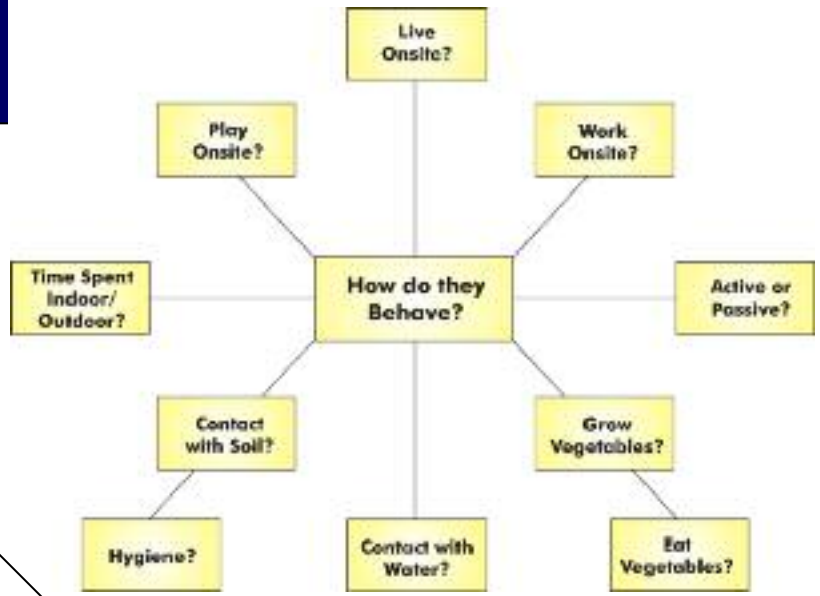 Live
Onsite?
Play
Onsite?
Work
Onsite?
Time Spent
Indoor/
Outdoor?
How do they
Behave?
Active or
Passive?
Contact
with Soil?
Grow
Vegetables?
Hygiene?
Contact with
Water?
Eat
Vegetables?